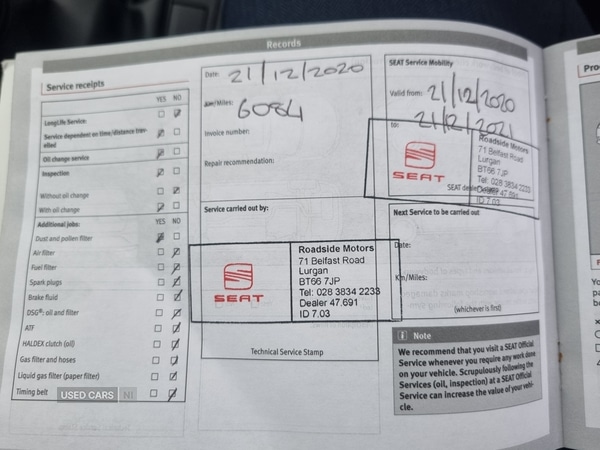 Records
Service receipts
YES NO
LongLife Service:
Service dependent on time/distance trav-
elled
Oil change service
Inspection
Without oil change
With oil change
Additional jobs: YES NO
Dust and pollen filter
Air filter
Fuel filter
Spark plugs
Brake fluid
DSG®: oil and filter
ATF
HALDEX clutch (oil)
Gas filter and hoses
Liquid gas filter (paper filter)
Timing belt
USED CARS NI
Date: 21/12/2020
Km/Miles: 6084
Invoice number:
Repair recommendation:
Service carried out by:
SEAT
Roadside Motors
71 Belfast Road
Lurgan
BT66 7JP
Tel: 028 3834 2233
Dealer 47.691
ID 7.03
Technical Service Stamp
SEAT Service Mobility
Valid from: 21/12/2020
to: 21/12/2021
SEAT
Roadside Motors
71 Belfast Road
Lurgan
BT66 7JP
Tel: 028 3834 2233
SEAT dealer
Dealer 47.691
ID 7.03
Next Service to be carried out
Date:
Km/Miles:
(whichever is first)
i Note
We recommend that you visit a SEAT Official
Service whenever you require any work done
on your vehicle. Scrupulously following the
Services (oil, inspection) at a SEAT Official
Service can increase the value of your vehi-
cle.